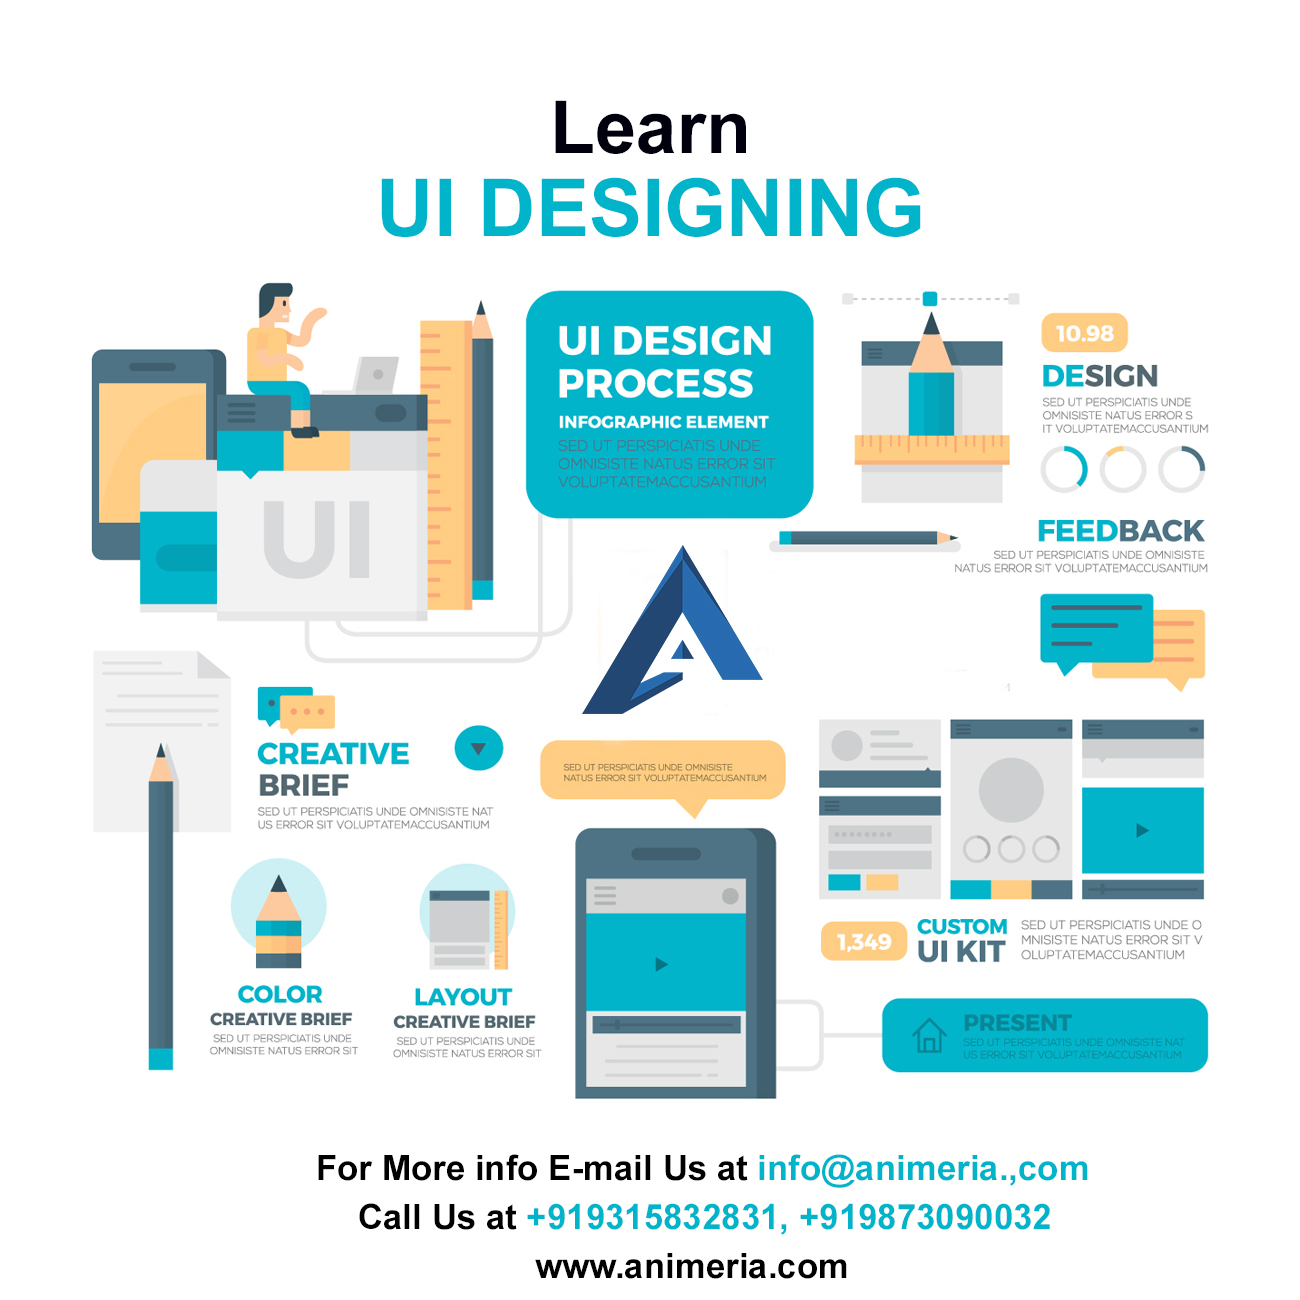 Learn
UI DESIGNING
UI DESIGN
PROCESS
INFOGRAPHIC ELEMENT
SED UT PERSPICIATIS UNDE
OMNISISTE NATUS ERROR SIT
VOLUPTATEMACCUSANTIUM
10.98
DESIGN
SED UT PERSPICIATIS UNDE
OMNISISTE NATUS ERROR S
IT VOLUPTATEMACCUSANTIUM
UI
FEEDBACK
SED UT PERSPICIATIS UNDE OMNISISTE
NATUS ERROR SIT VOLUPTATEMACCUSANTIUM
CREATIVE
BRIEF
SED UT PERSPICIATIS UNDE OMNISISTE NAT
US ERROR SIT VOLUPTATEMACCUSANTIUM
SED UT PERSPICIATIS UNDE OMNISISTE
NATUS ERROR SIT VOLUPTATEMACCUSANTIUM
COLOR
CREATIVE BRIEF
SED UT PERSPICIATIS UNDE
OMNISISTE NATUS ERROR SIT
LAYOUT
CREATIVE BRIEF
SED UT PERSPICIATIS UNDE
OMNISISTE NATUS ERROR SIT
1,349
CUSTOM
UI KIT
SED UT PERSPICIATIS UNDE O
MNISISTE NATUS ERROR SIT V
OLUPTATEMACCUSANTIUM
PRESENT
SED UT PERSPICIATIS UNDE OMNISISTE NAT
US ERROR SIT VOLUPTATEMACCUSANTIUM
For More info E-mail Us at info@animeria.,com
Call Us at +919315832831, +919873090032
www.animeria.com